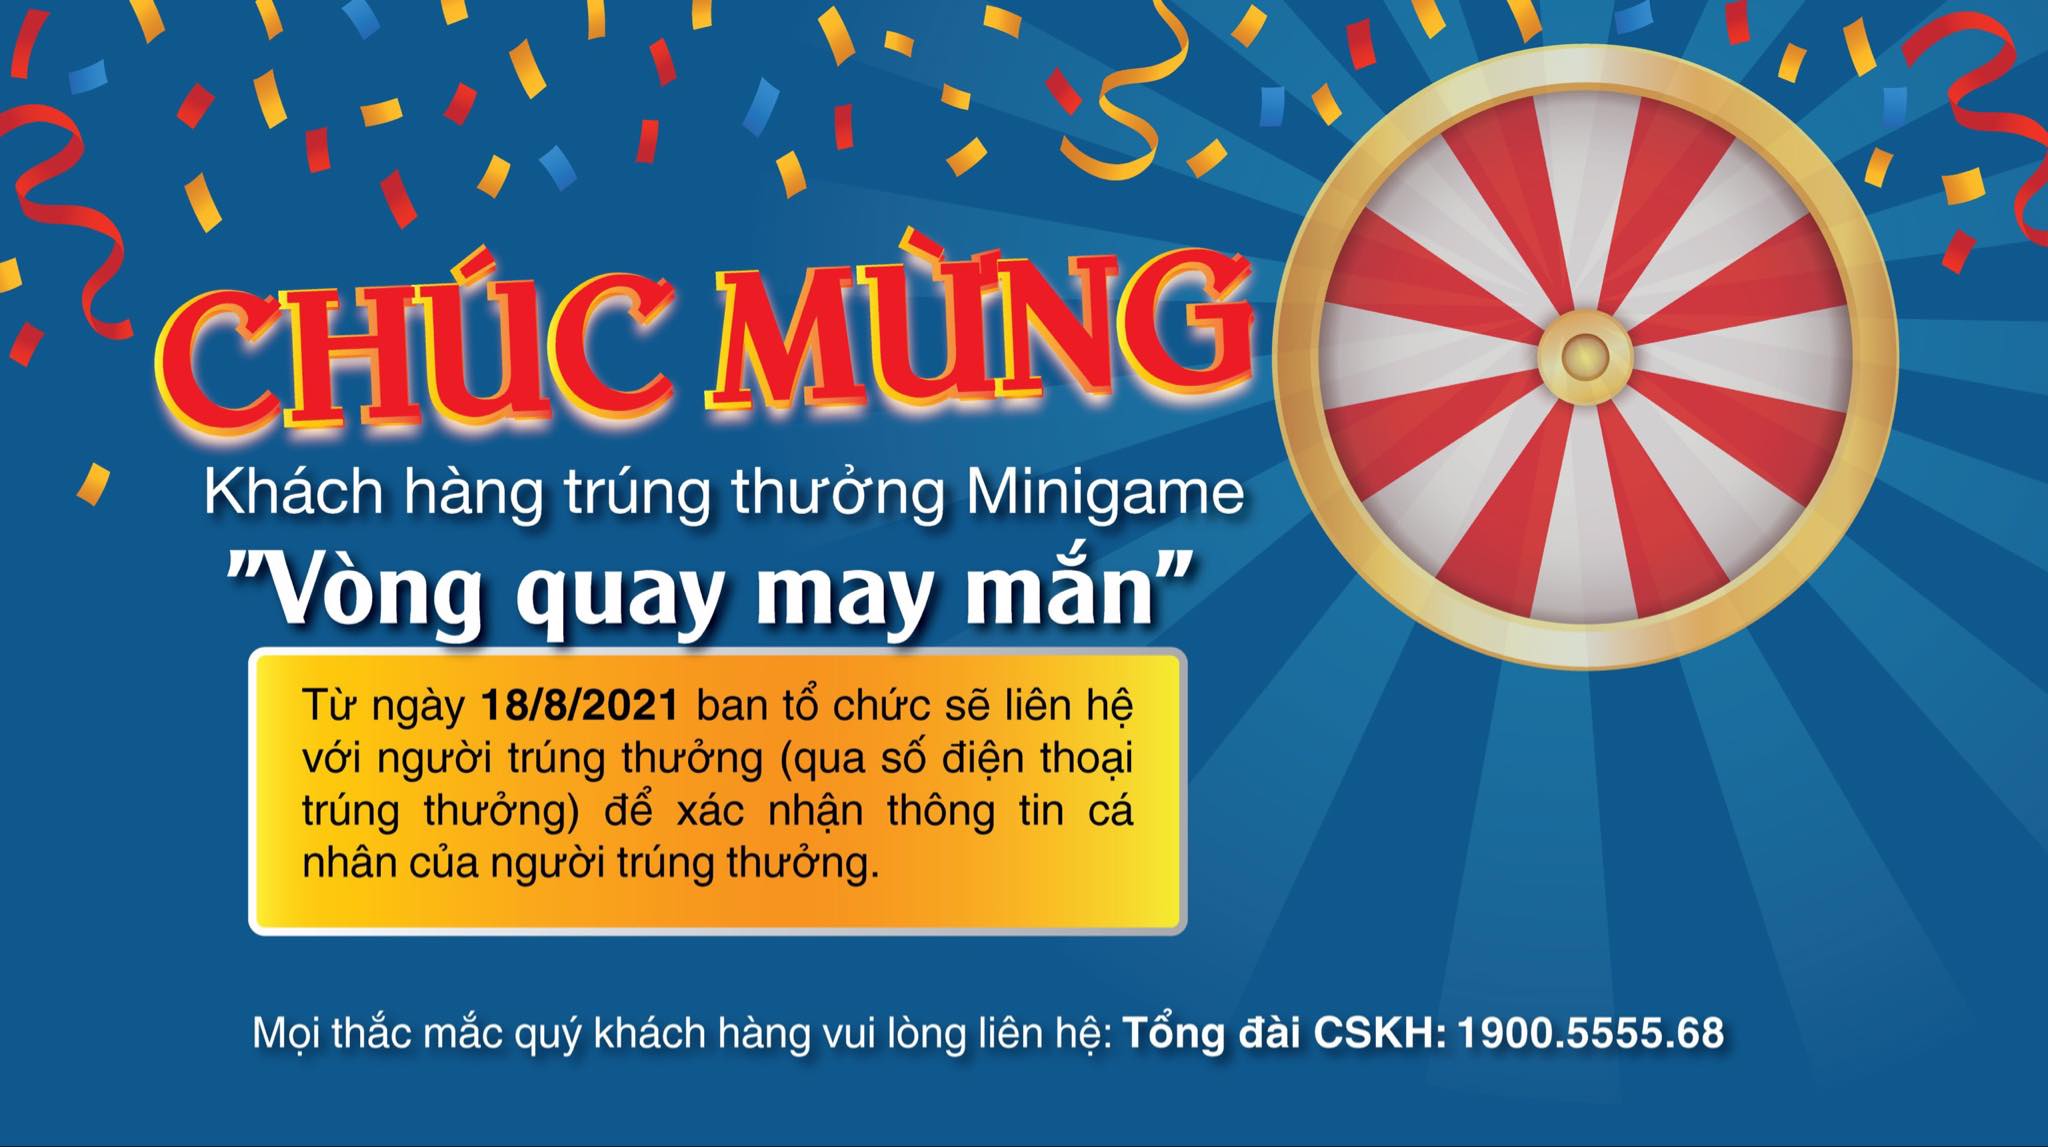 CHÚC MỪNG
Khách hàng trúng thưởng Minigame
"Vòng quay may mắn"
Từ ngày 18/8/2021 ban tổ chức sẽ liên hệ
với người trúng thưởng (qua số điện thoại
trúng thưởng) để xác nhận thông tin cá
nhân của người trúng thưởng.
Mọi thắc mắc quý khách hàng vui lòng liên hệ: Tổng đài CSKH: 1900.5555.68